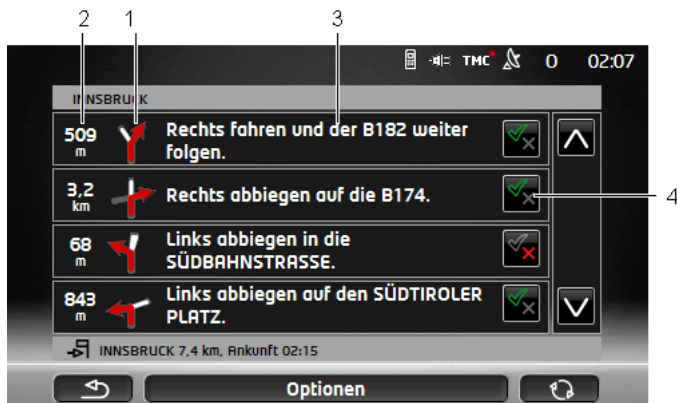 2 1 3
TMC 0 02:07
INNSBRUCK
509 m
Rechts fahren und der B182 weiter
folgen.
3,2 km
Rechts abbiegen auf die B174.
4
68 m
Links abbiegen in die
SÜDBAHNSTRASSE.
843 m
Links abbiegen auf den SÜDTIROLER
PLATZ.
INNSBRUCK 7,4 km, Ankunft 02:15
Optionen